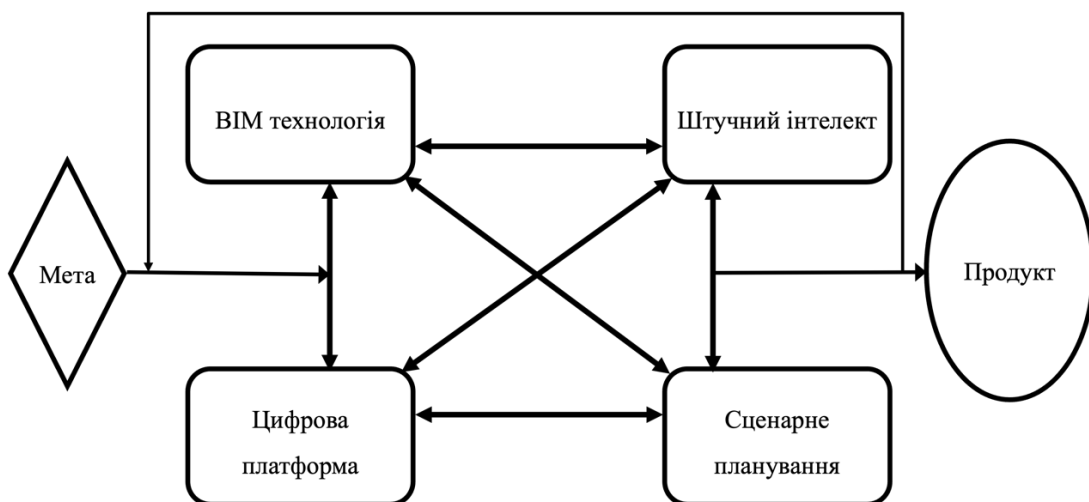 ВІМ технологія
Штучний інтелект
Мета
Продукт
Цифрова
платформа
Сценарне
планування